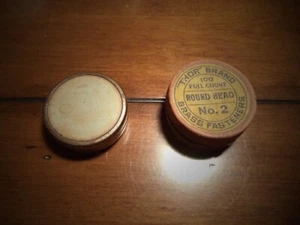 "THOR" BRAND
100
FULL COUNT
ROUND HEAD
No. 2
BRASS FASTENERS